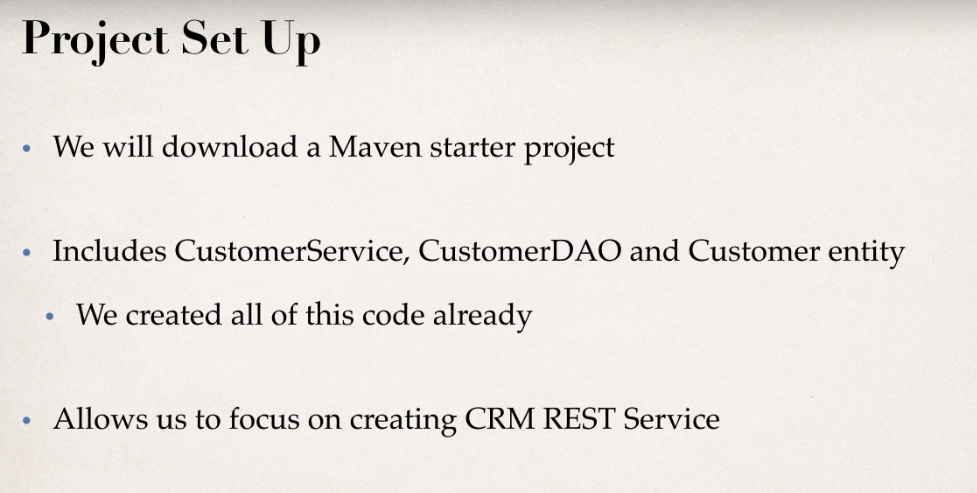 Project Set Up
• We will download a Maven starter project
• Includes CustomerService, CustomerDAO and Customer entity
• We created all of this code already
• Allows us to focus on creating CRM REST Service